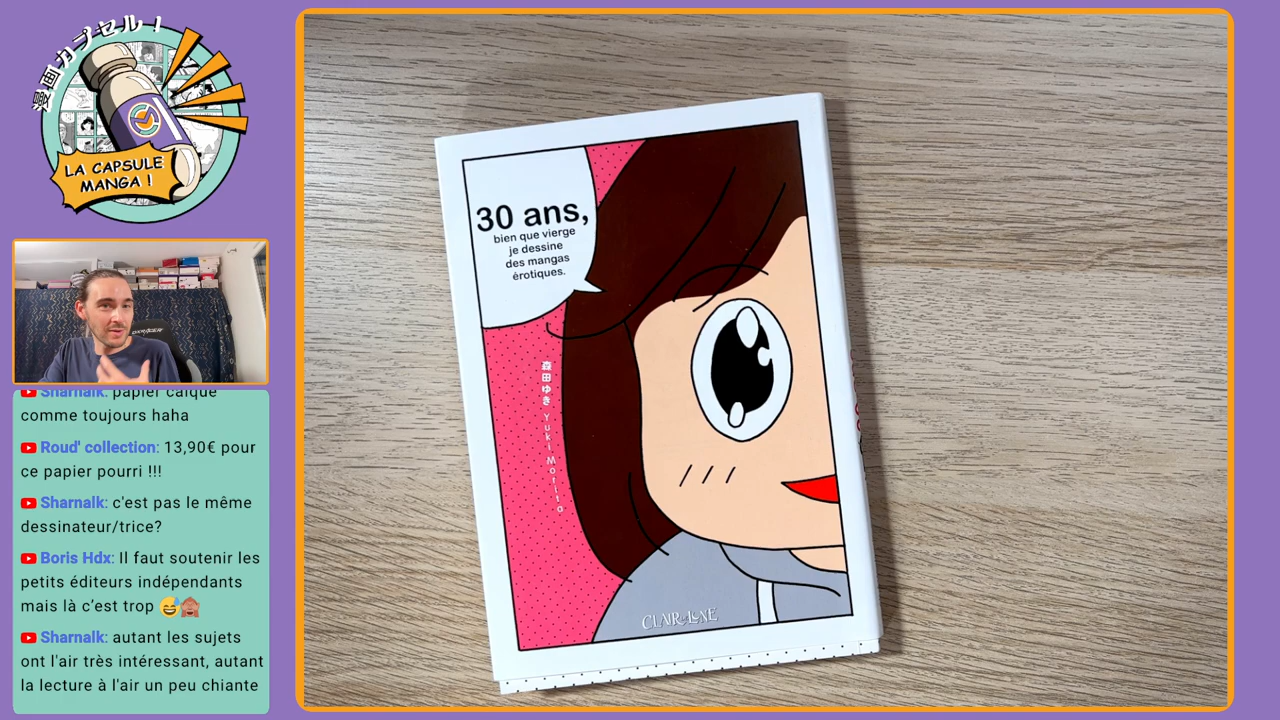 漫画カプセル！
LA CAPSULE
MANGA !
Sharnalk: papier calque
comme toujours haha
Roud' collection: 13,90€ pour
ce papier pourri !!!
Sharnalk: c'est pas le même
dessinateur/trice?
Boris Hdx: Il faut soutenir les
petits éditeurs indépendants
mais là c’est trop 😅🙈
Sharnalk: autant les sujets
ont l'air très intéressant, autant
la lecture à l'air un peu chiante
30 ans,
bien que vierge
je dessine
des mangas
érotiques.
森田ゆき Yuki Morita
CLAIR DE LUNE